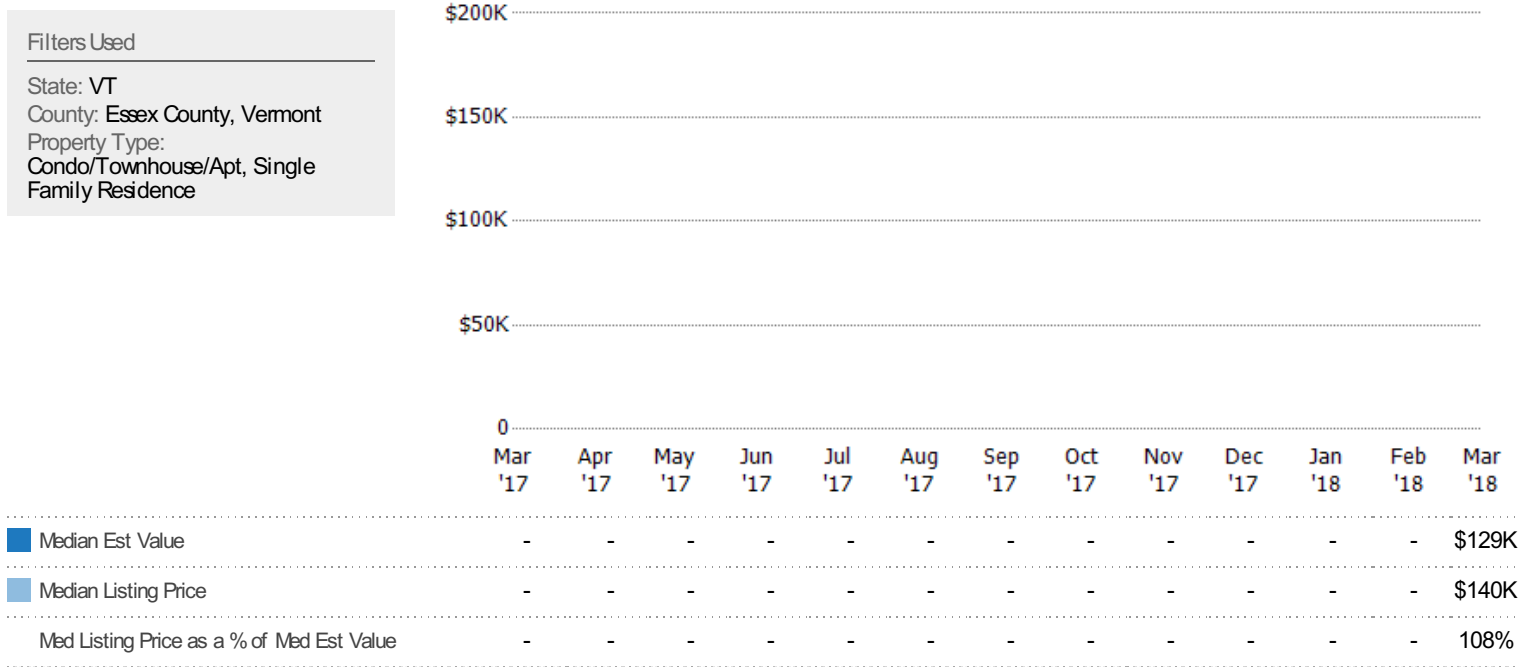 Filters Used
State: VT
County: Essex County, Vermont
Property Type:
Condo/Townhouse/Apt, Single
Family Residence
$200K
$150K
$100K
$50K
0
Mar Apr May Jun Jul Aug Sep Oct Nov Dec Jan Feb Mar
'17 '17 '17 '17 '17 '17 '17 '17 '17 '17 '18 '18 '18
Median Est Value - - - - - - - - - - - - $129K
Median Listing Price - - - - - - - - - - - - $140K
Med Listing Price as a % of Med Est Value - - - - - - - - - - - - 108%